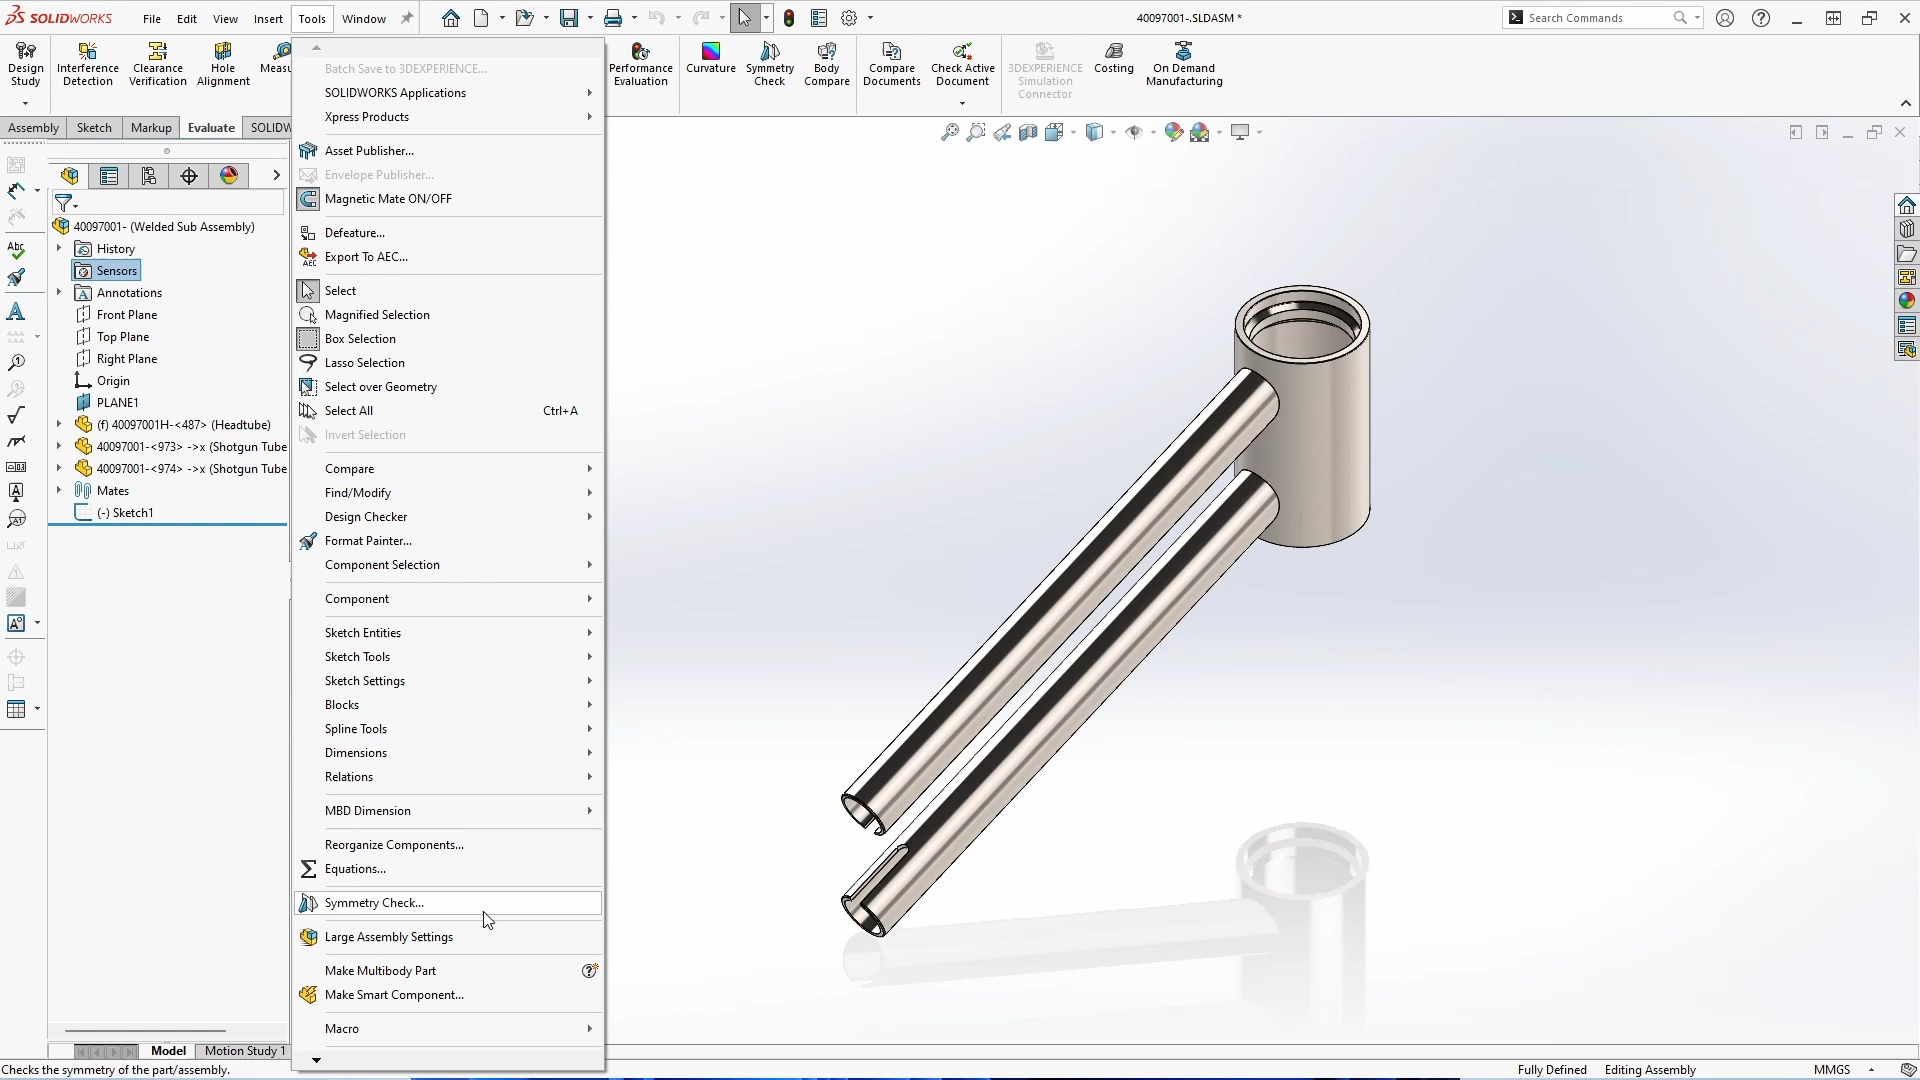 SOLIDWORKS
File Edit View Insert Tools Window
40097001-.SLDASM *
Search Commands
Design Study
Interference Detection
Clearance Verification
Hole Alignment
Measu
Performance Evaluation
Curvature
Symmetry Check
Body Compare
Compare Documents
Check Active Document
3DEXPERIENCE Simulation Connector
Costing
On Demand Manufacturing
Assembly Sketch Markup Evaluate SOLIDW
40097001- (Welded Sub Assembly)
History
Sensors
Annotations
Front Plane
Top Plane
Right Plane
Origin
PLANE1
(f) 40097001H-<487> (Headtube)
40097001-<973> ->x (Shotgun Tube
40097001-<974> ->x (Shotgun Tube
Mates
(-) Sketch1
Batch Save to 3DEXPERIENCE...
SOLIDWORKS Applications
Xpress Products
Asset Publisher...
Envelope Publisher...
Magnetic Mate ON/OFF
Defeature...
AEC
Export To AEC...
Select
Magnified Selection
Box Selection
Lasso Selection
Select over Geometry
Select All Ctrl+A
Invert Selection
Compare
Find/Modify
Design Checker
Format Painter...
Component Selection
Component
Sketch Entities
Sketch Tools
Sketch Settings
Blocks
Spline Tools
Dimensions
Relations
MBD Dimension
Reorganize Components...
Equations...
Symmetry Check...
Large Assembly Settings
Make Multibody Part
Make Smart Component...
Macro
Model Motion Study 1
Checks the symmetry of the part/assembly.
Fully Defined Editing Assembly MMGS